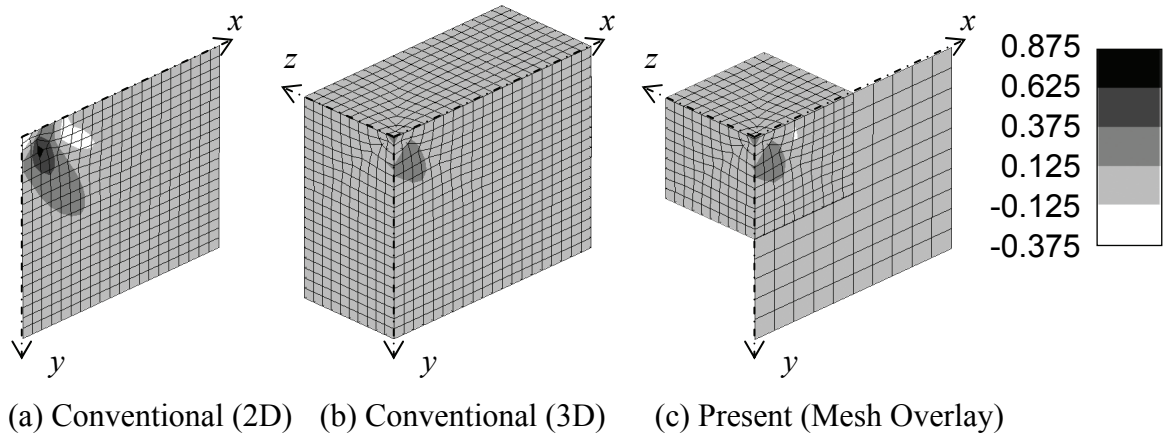 x
y
z
x
y
z
x
y
0.875
0.625
0.375
0.125
-0.125
-0.375
(a) Conventional (2D)
(b) Conventional (3D)
(c) Present (Mesh Overlay)